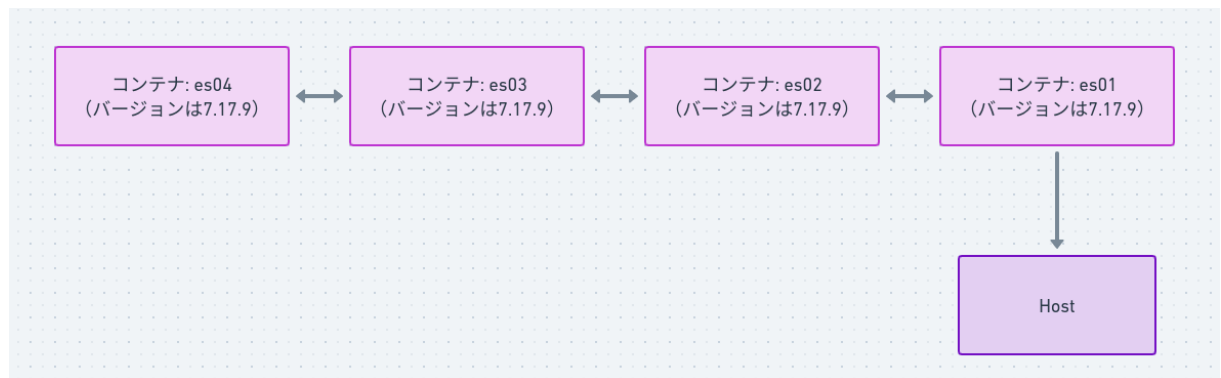 コンテナ: es04
（バージョンは7.17.9）
コンテナ: es03
（バージョンは7.17.9）
コンテナ: es02
（バージョンは7.17.9）
コンテナ: es01
（バージョンは7.17.9）
Host